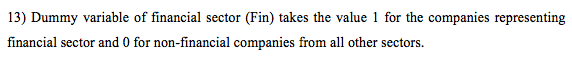 13) Dummy variable of financial sector (Fin) takes the value 1 for the companies representing
financial sector and 0 for non-financial companies from all other sectors.